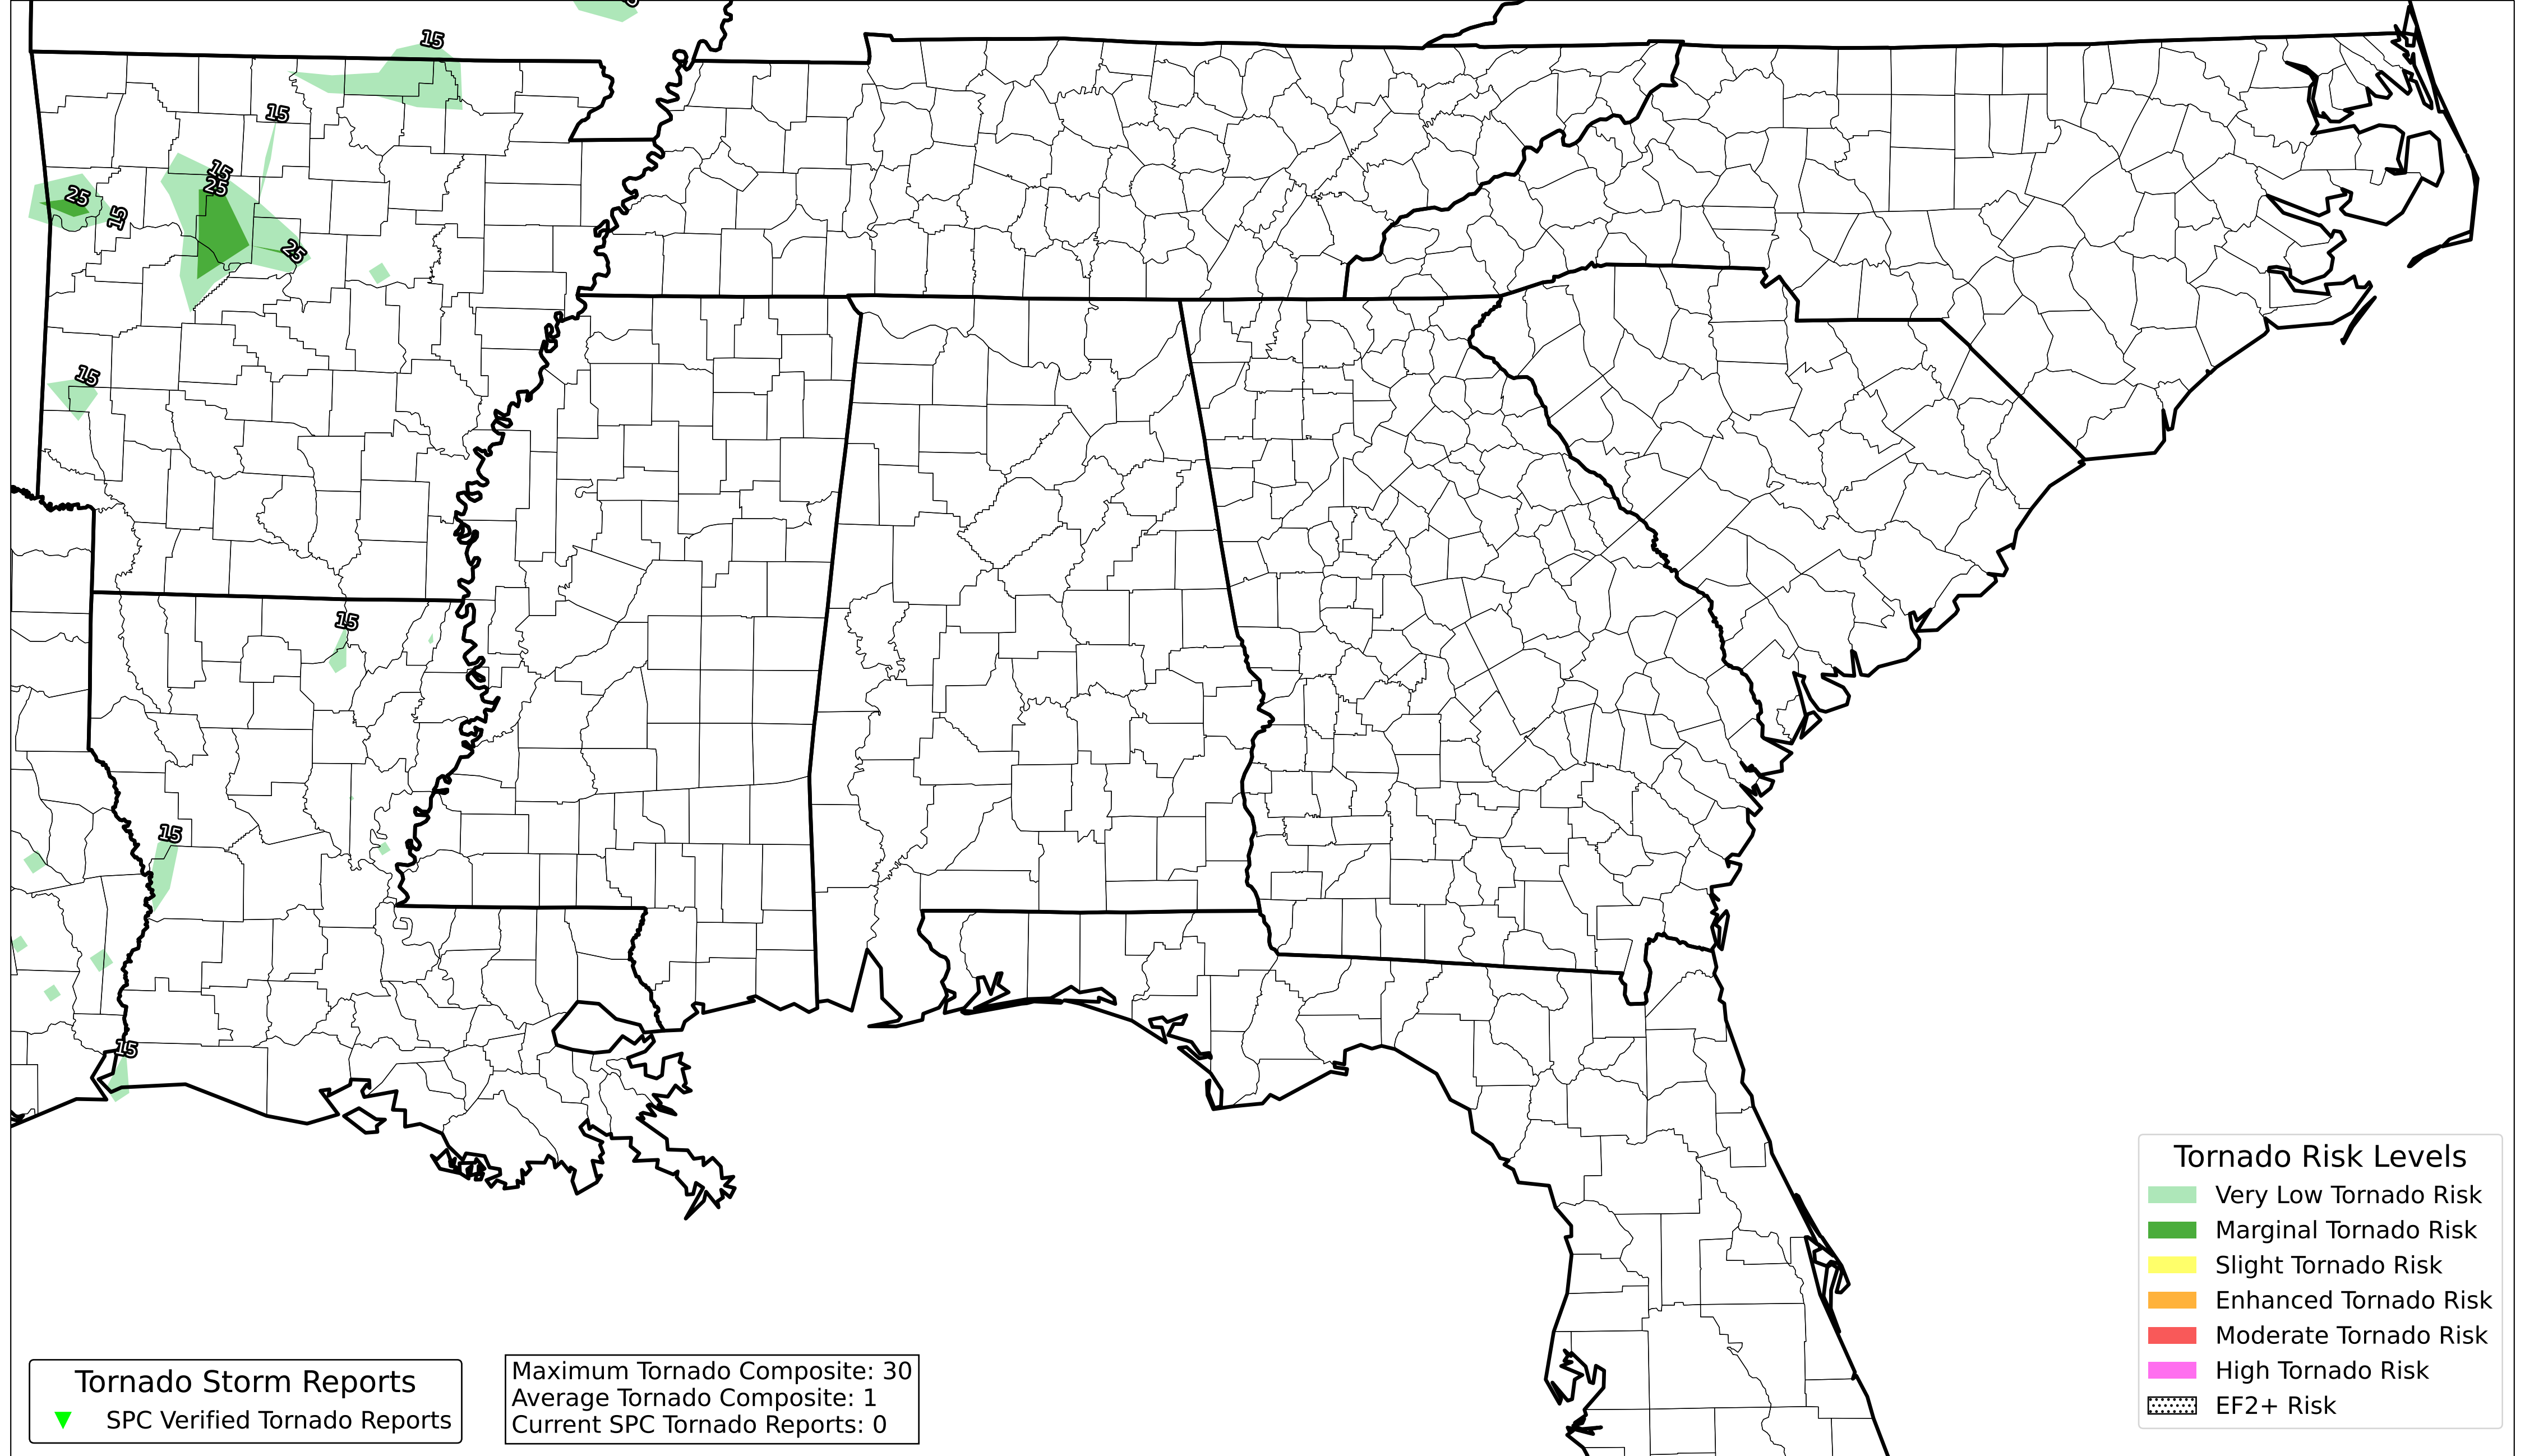 15
15
15
25
25
15
25
15
15
15
15
Tornado Risk Levels
Very Low Tornado Risk
Marginal Tornado Risk
Slight Tornado Risk
Enhanced Tornado Risk
Moderate Tornado Risk
High Tornado Risk
EF2+ Risk
Tornado Storm Reports
SPC Verified Tornado Reports
Maximum Tornado Composite: 30
Average Tornado Composite: 1
Current SPC Tornado Reports: 0